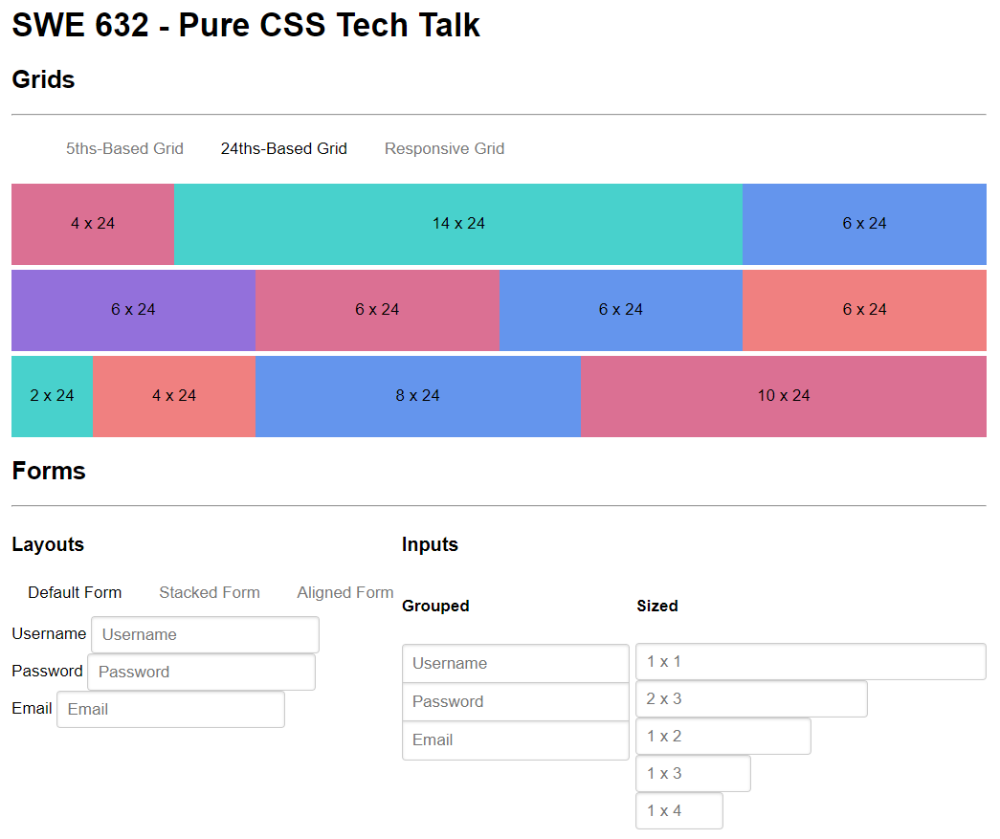 SWE 632 - Pure CSS Tech Talk
Grids
5ths-Based Grid 24ths-Based Grid Responsive Grid
4 x 24 14 x 24 6 x 24
6 x 24 6 x 24 6 x 24 6 x 24
2 x 24 4 x 24 8 x 24 10 x 24
Forms
Layouts
Default Form Stacked Form Aligned Form
Username Username
Password Password
Email Email
Inputs
Grouped
Username
Password
Email
Sized
1 x 1
2 x 3
1 x 2
1 x 3
1 x 4